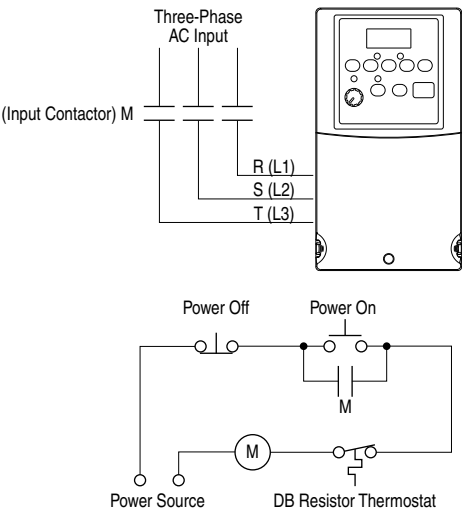 Three-Phase
AC Input
(Input Contactor) M
R (L1)
S (L2)
T (L3)
Power Off
Power On
M
M
Power Source
DB Resistor Thermostat